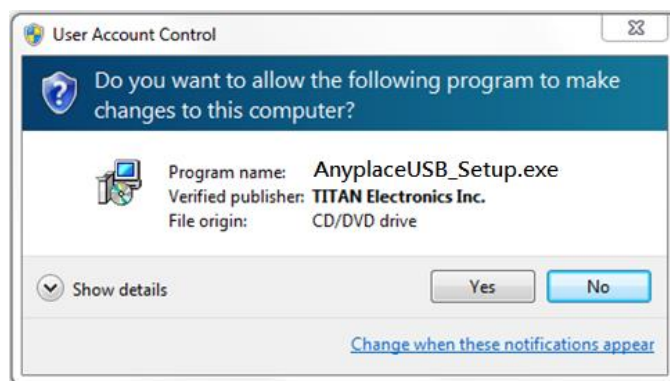 User Account Control
Do you want to allow the following program to make
changes to this computer?
Program name: AnyplaceUSB_Setup.exe
Verified publisher: TITAN Electronics Inc.
File origin: CD/DVD drive
Show details
Yes
No
Change when these notifications appear